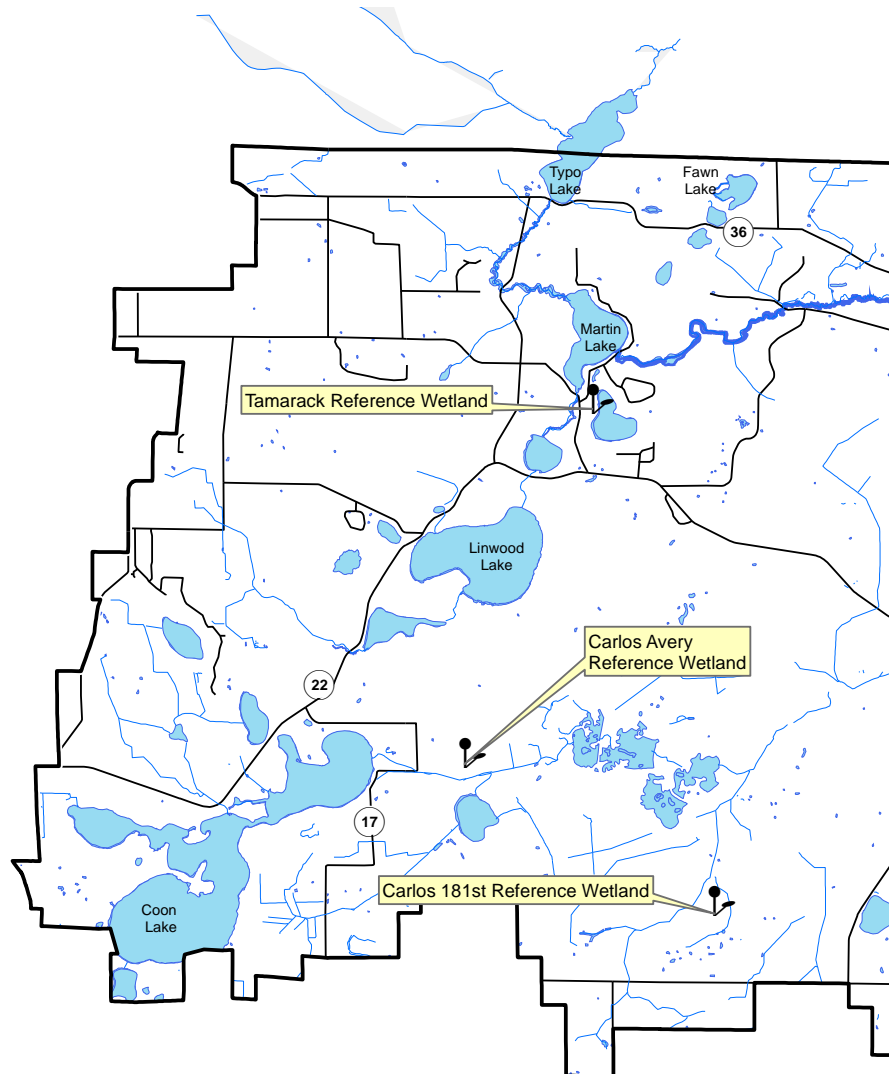 Typo
Lake
Fawn
Lake
36
Martin
Lake
Tamarack Reference Wetland
Linwood
Lake
Carlos Avery
Reference Wetland
22
17
Carlos 181st Reference Wetland
Coon
Lake